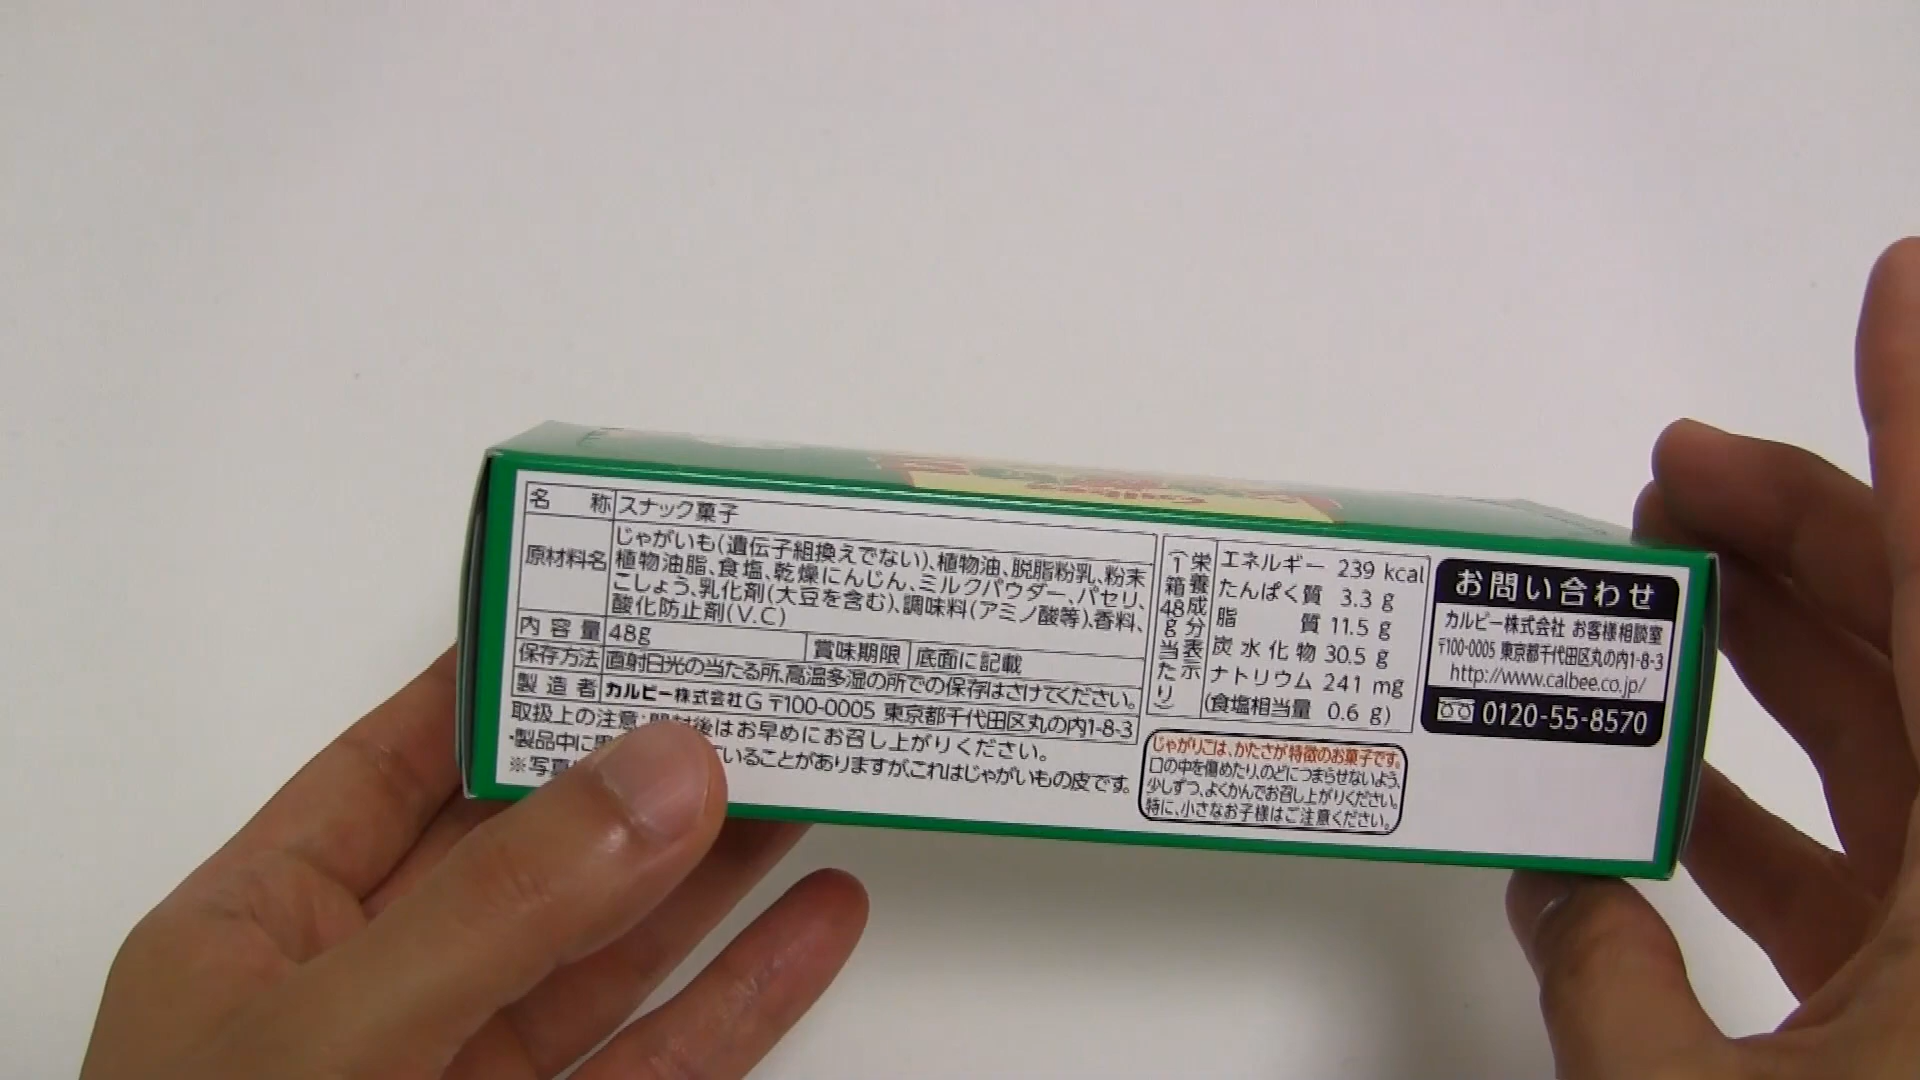 名称 スナック菓子
原材料名 じゃがいも(遺伝子組換えでない)、植物油、脱脂粉乳、粉末
植物油脂、食塩、乾燥にんじん、ミルクパウダー、パセリ、
こしょう、乳化剤(大豆を含む)、調味料(アミノ酸等)、香料、
酸化防止剤(V.C)
内容量 48g 賞味期限 底面に記載
保存方法 直射日光の当たる所、高温多湿の所での保存はさけてください。
製造者 カルビー株式会社G 〒100-0005 東京都千代田区丸の内1-8-3
取扱上の注意:開封後はお早めにお召し上がりください。
・製品中に いることがありますが、これはじゃがいもの皮です。
※写真
栄養成分表示
(1箱48g当たり)
エネルギー 239 kcal
たんぱく質 3.3 g
脂質 11.5 g
炭水化物 30.5 g
ナトリウム 241 mg
(食塩相当量 0.6 g)
じゃがりこは、かたさが特徴のお菓子です。
口の中を傷めたり、のどにつまらせないよう、
少しずつ、よくかんでお召し上がりください。
特に、小さなお子様はご注意ください。
お問い合わせ
カルビー株式会社 お客様相談室
〒100-0005 東京都千代田区丸の内1-8-3
http://www.calbee.co.jp/
0120-55-8570